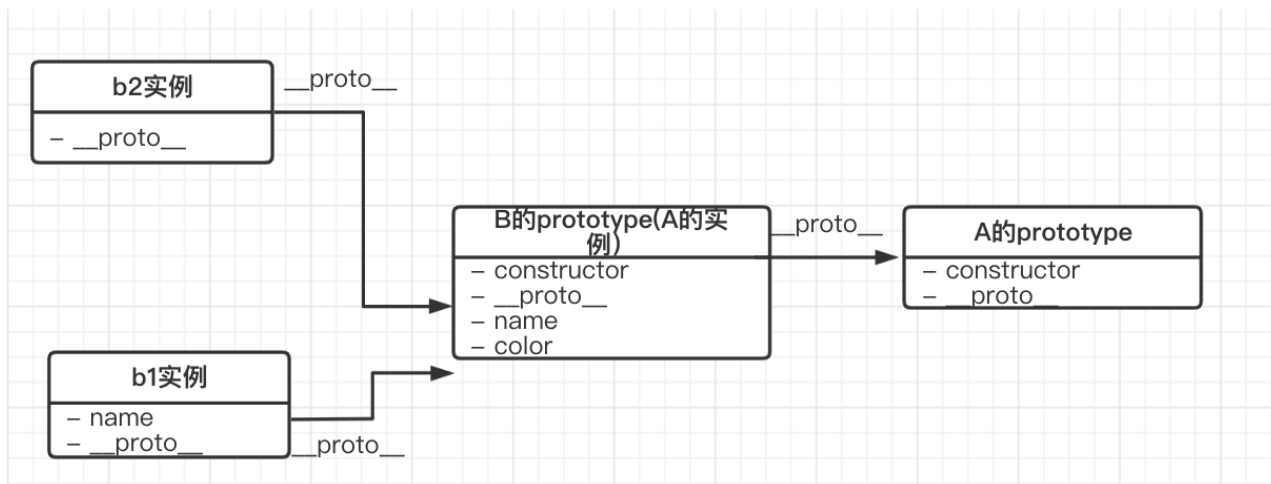 b2实例
__proto__
– __proto__
B的prototype(A的实
例)
– constructor
– __proto__
– name
– color
__proto__
A的prototype
– constructor
– __proto__
b1实例
– name
– __proto__
__proto__